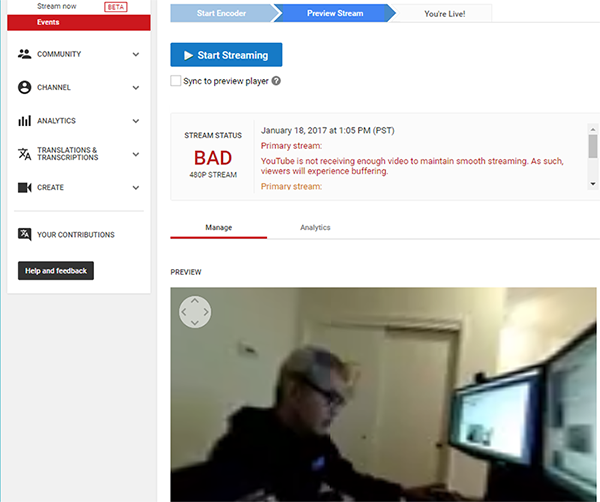 Stream now BETA
Events
COMMUNITY
CHANNEL
ANALYTICS
TRANSLATIONS &
TRANSCRIPTIONS
CREATE
YOUR CONTRIBUTIONS
Help and feedback
Start Encoder Preview Stream You're Live!
Start Streaming
Sync to preview player ?
STREAM STATUS
BAD
480P STREAM
January 18, 2017 at 1:05 PM (PST)
Primary stream:
YouTube is not receiving enough video to maintain smooth streaming. As such,
viewers will experience buffering.
Primary stream:
Manage Analytics
PREVIEW